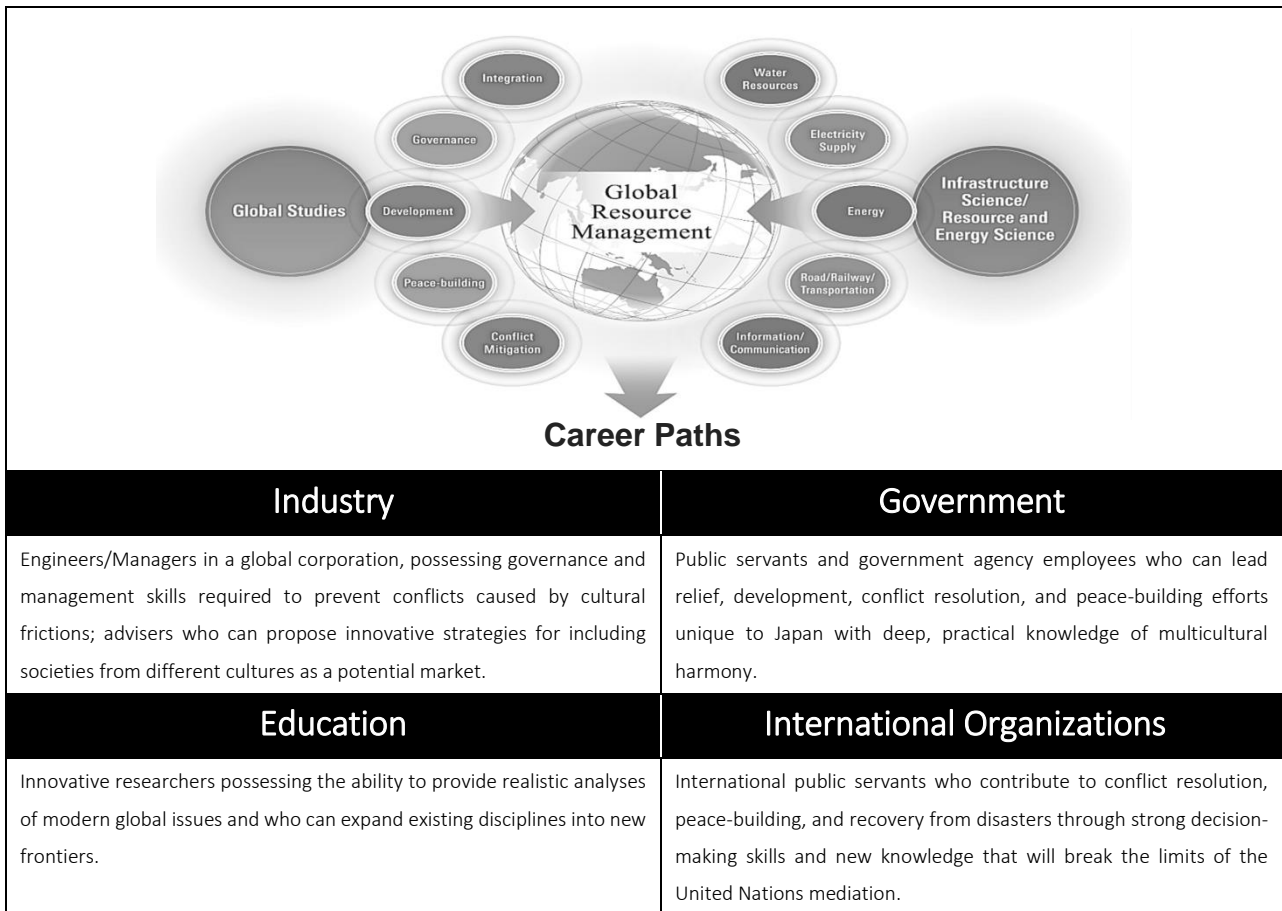 Integration
Governance
Global Studies
Development
Peace-building
Conflict
Mitigation
Global
Resource
Management
Water
Resources
Electricity
Supply
Energy
Infrastructure
Science/
Resource and
Energy Science
Road/Railway/
Transportation
Information/
Communication
Career Paths
Industry
Engineers/Managers in a global corporation, possessing governance and
management skills required to prevent conflicts caused by cultural
frictions; advisers who can propose innovative strategies for including
societies from different cultures as a potential market.
Government
Public servants and government agency employees who can lead
relief, development, conflict resolution, and peace-building efforts
unique to Japan with deep, practical knowledge of multicultural
harmony.
Education
Innovative researchers possessing the ability to provide realistic analyses
of modern global issues and who can expand existing disciplines into new
frontiers.
International Organizations
International public servants who contribute to conflict resolution,
peace-building, and recovery from disasters through strong decision-
making skills and new knowledge that will break the limits of the
United Nations mediation.